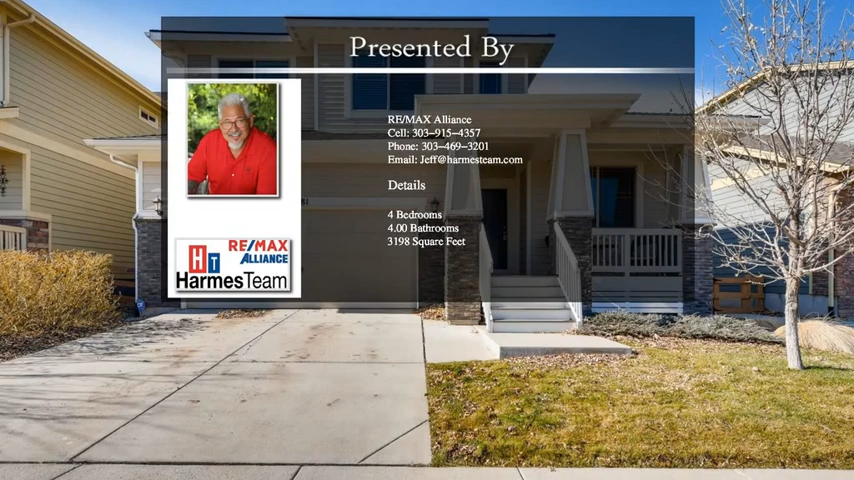 Presented By
RE/MAX Alliance
Cell: 303-915-4357
Phone: 303-469-3201
Email: Jeff@harmesteam.com
Details
4 Bedrooms
4.00 Bathrooms
3198 Square Feet
HT
RE/MAX
ALLIANCE
HarmesTeam